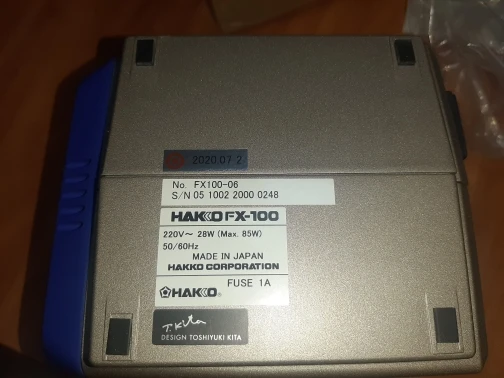 2020.07-2
No. FX100-06
S/N 05 1002 2000 0248
HAKKO FX-100
220V～ 28W (Max. 85W)
50/60Hz
MADE IN JAPAN
HAKKO CORPORATION
HAKKO® FUSE 1A
T.Kita
DESIGN TOSHIYUKI KITA